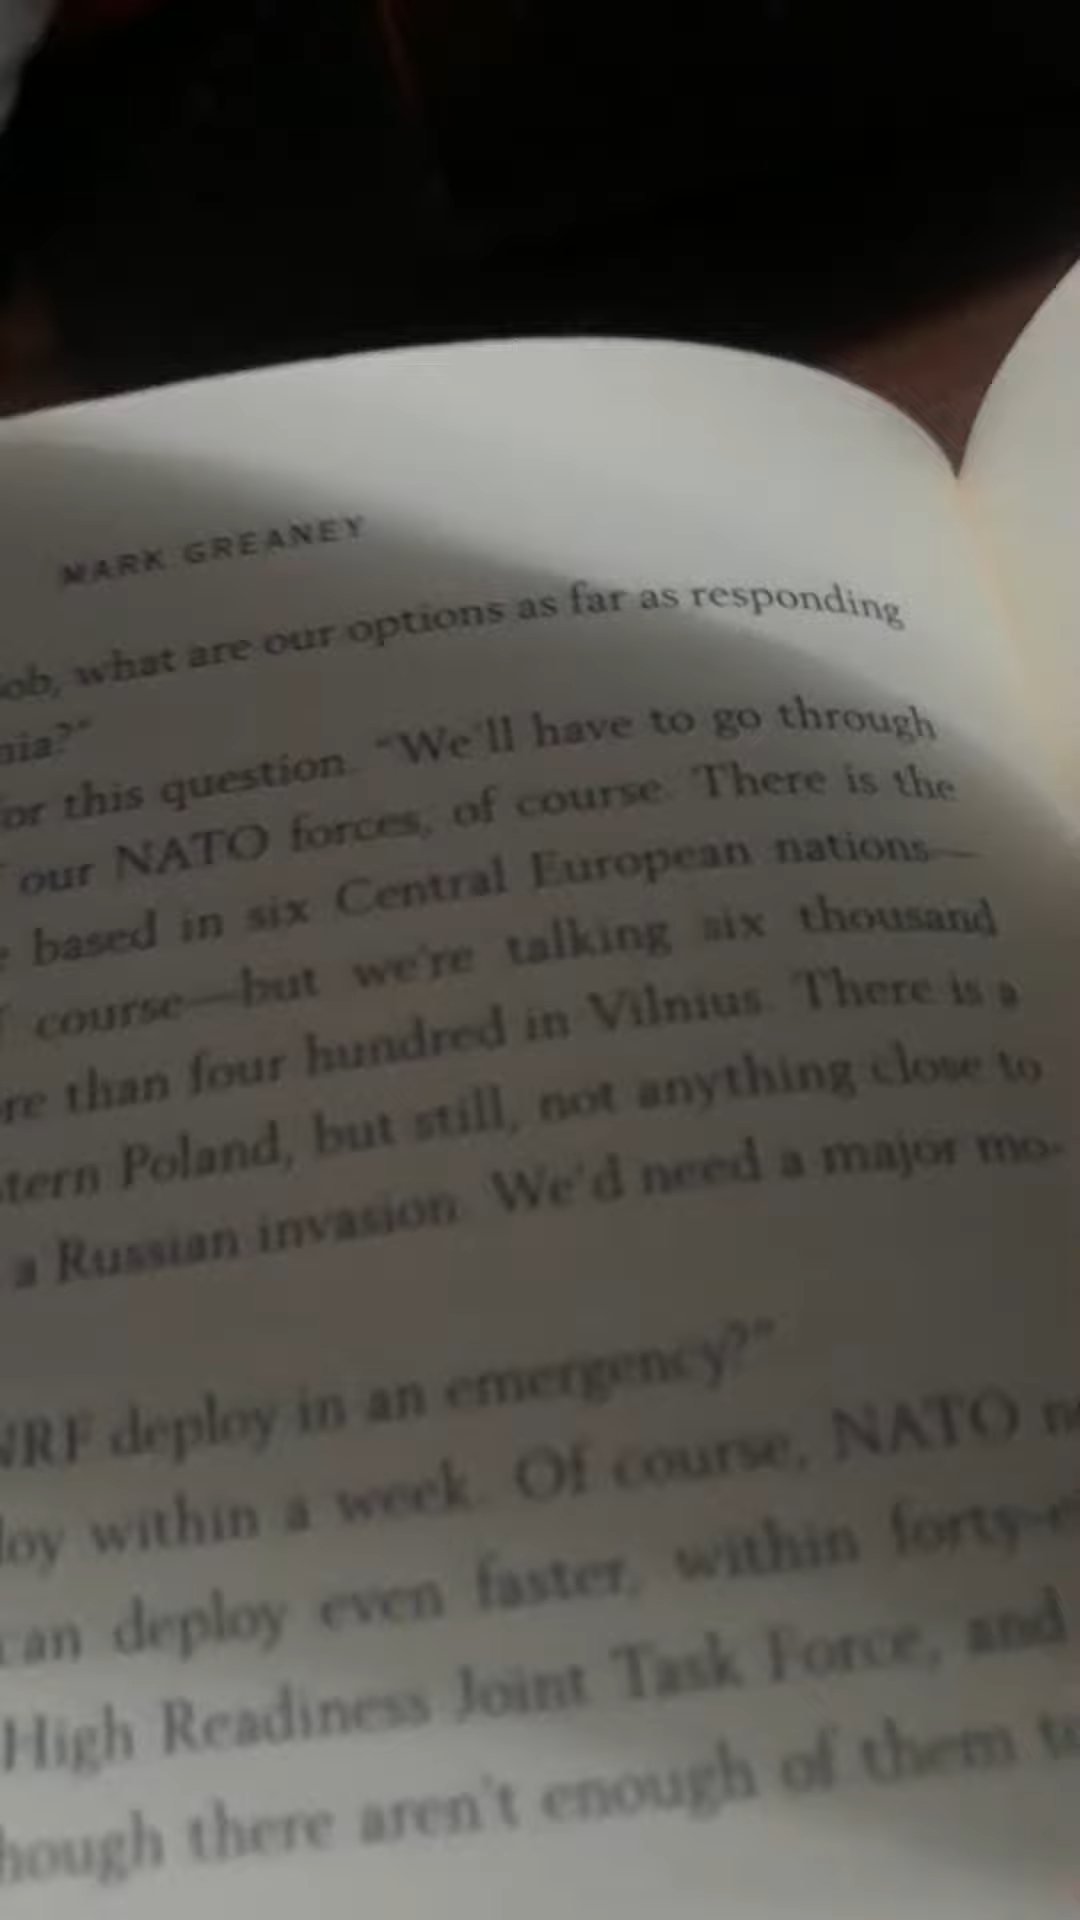 MARK GREANEY
ob, what are our options as far as responding
nia?"
or this question. "We'll have to go through
our NATO forces, of course. There is the
based in six Central European nations—
course—but we're talking six thousand
re than four hundred in Vilnius. There is a
tern Poland, but still, not anything close to
a Russian invasion. We'd need a major mo-
NRF deploy in an emergency?"
loy within a week. Of course, NATO
an deploy even faster, within forty-
High Readiness Joint Task Force, and
hough there aren't enough of them to